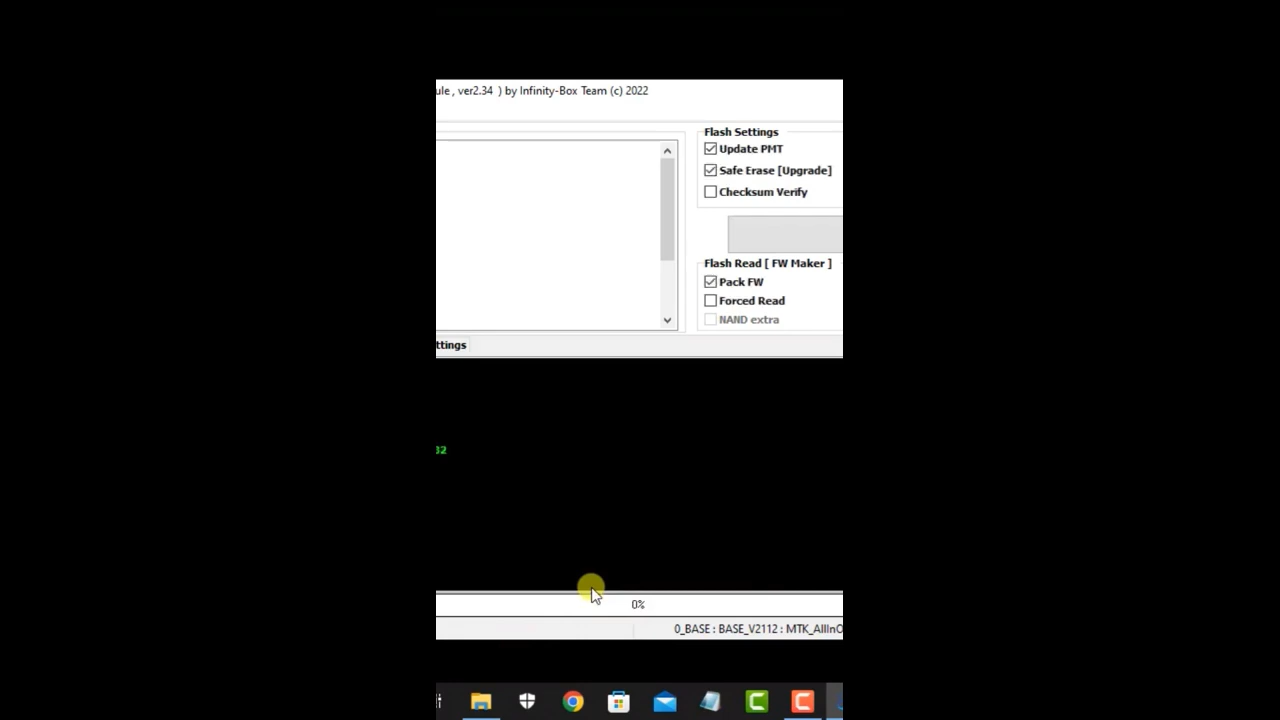 ule , ver2.34 ) by Infinity-Box Team (c) 2022
Flash Settings
Update PMT
Safe Erase [Upgrade]
Checksum Verify
Flash Read [ FW Maker ]
Pack FW
Forced Read
NAND extra
ttings
32
0%
0_BASE : BASE_V2112 : MTK_AllInO